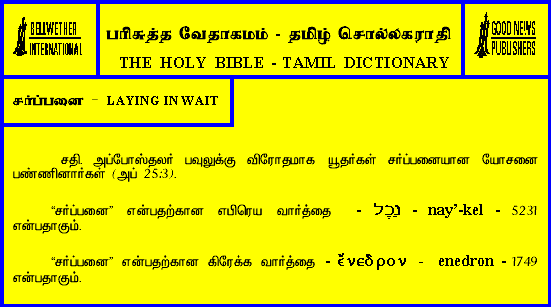 BELLWETHER
INTERNATIONAL
பரிசுத்த வேதாகமம் - தமிழ் சொல்லகராதி
THE HOLY BIBLE - TAMIL DICTIONARY
GOOD NEWS
PUBLISHERS
சர்ப்பனை - LAYING IN WAIT
சதி. அப்போஸ்தலர் பவுலுக்கு விரோதமாக யூதர்கள் சர்ப்பனையான யோசனை
பண்ணினார்கள் (அப் 25:3).
“சர்ப்பனை” என்பதற்கான எபிரெய வார்த்தை - נֵכֶל - nay’-kel - 5231
என்பதாகும்.
“சர்ப்பனை” என்பதற்கான கிரேக்க வார்த்தை - ἔνεδρον - enedron - 1749
என்பதாகும்.